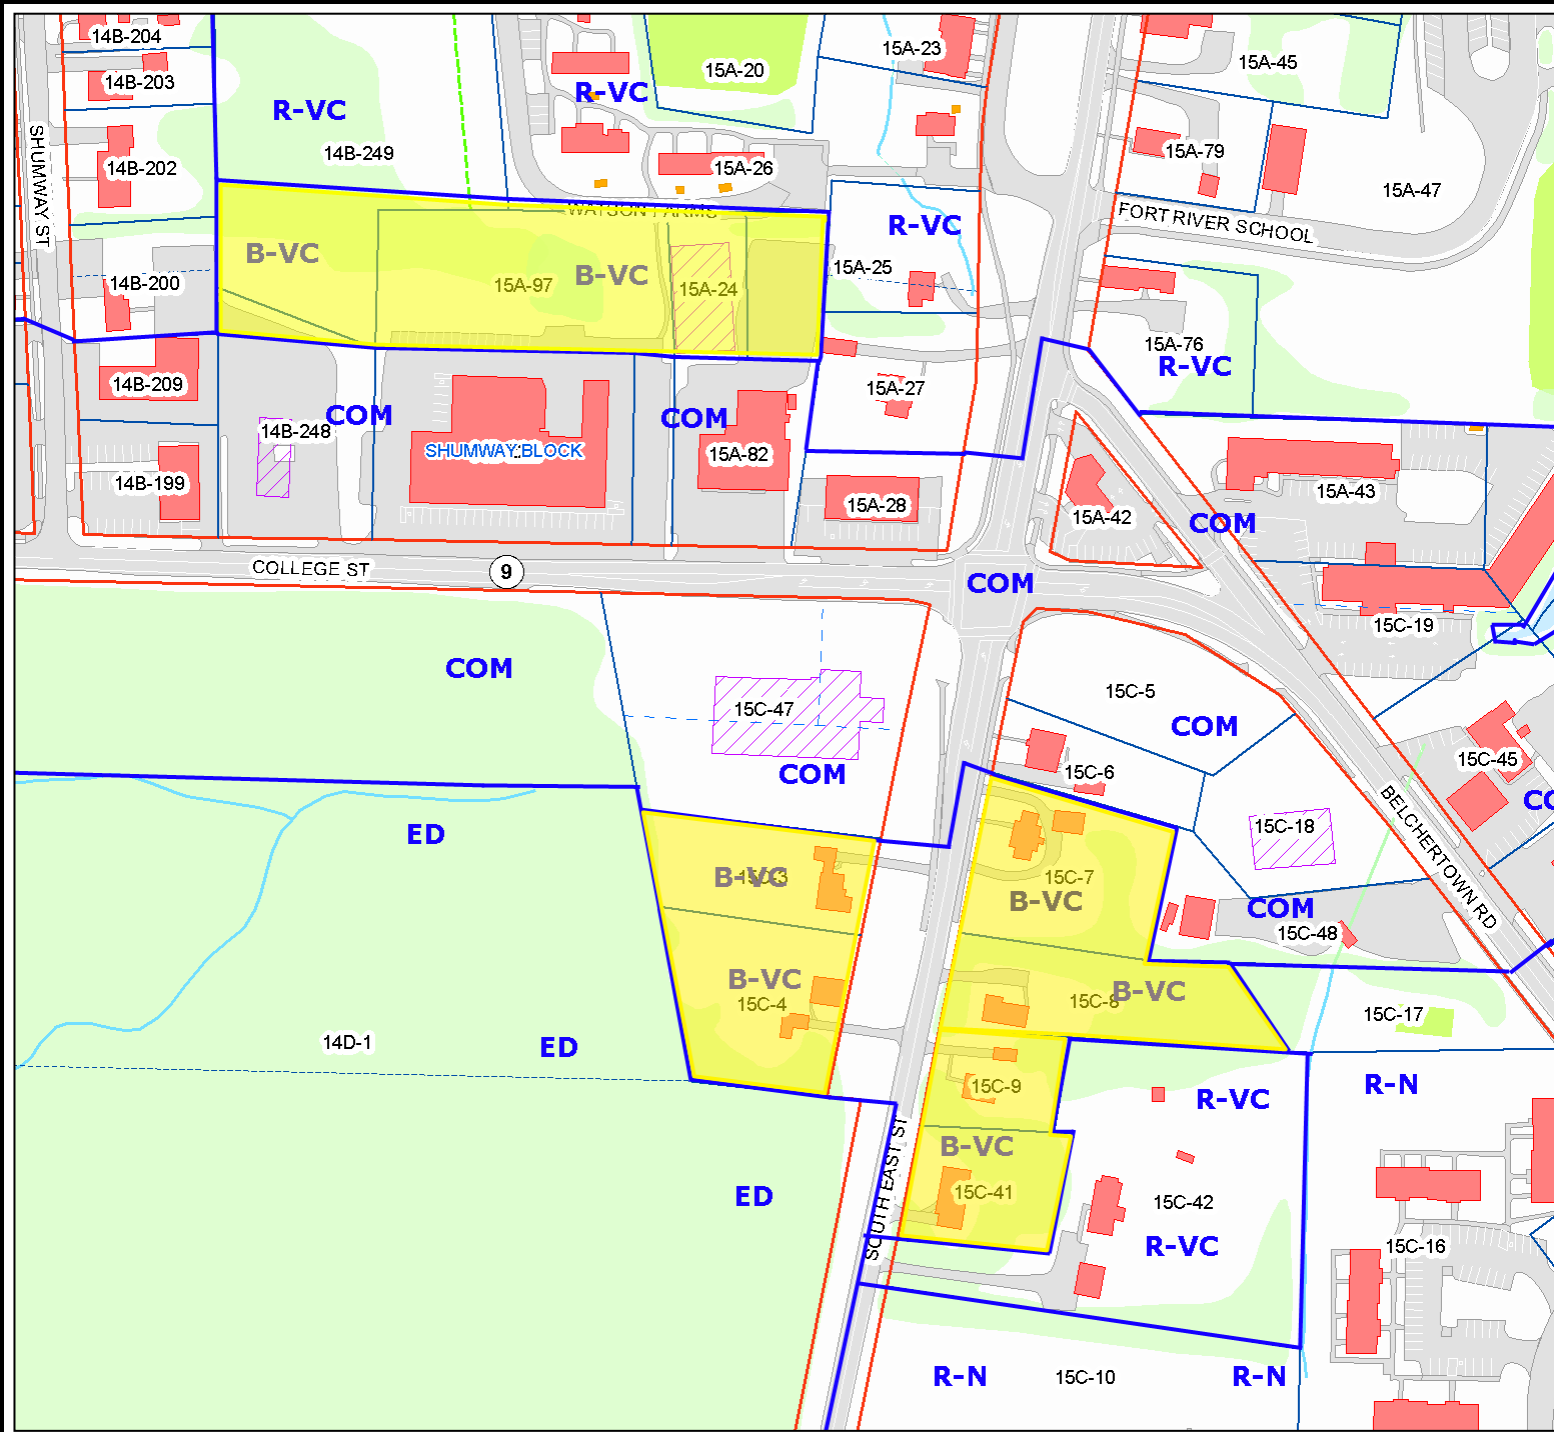 14B-204
15A-23
15A-45
15A-20
14B-203
R-VC
R-VC
SHUMWAY ST
14B-249
15A-79
14B-202
15A-26
15A-47
WATSON FARMS
FORT RIVER SCHOOL
R-VC
B-VC
B-VC
15A-25
14B-200
15A-97
15A-24
15A-76
R-VC
14B-209
15A-27
COM
COM
14B-248
SHUMWAY BLOCK
15A-82
14B-199
15A-28
15A-43
15A-42
COM
COLLEGE ST
9
COM
15C-19
COM
15C-5
15C-47
COM
15C-45
COM
15C-6
CO
BELCHERTOWN RD
15C-18
ED
B-VC
15C-3
15C-7
B-VC
COM
15C-48
B-VC
15C-4
15C-8
B-VC
15C-17
14D-1
ED
R-N
15C-9
R-VC
SOUTH EAST ST
B-VC
15C-41
ED
15C-42
R-VC
15C-16
R-N
15C-10
R-N